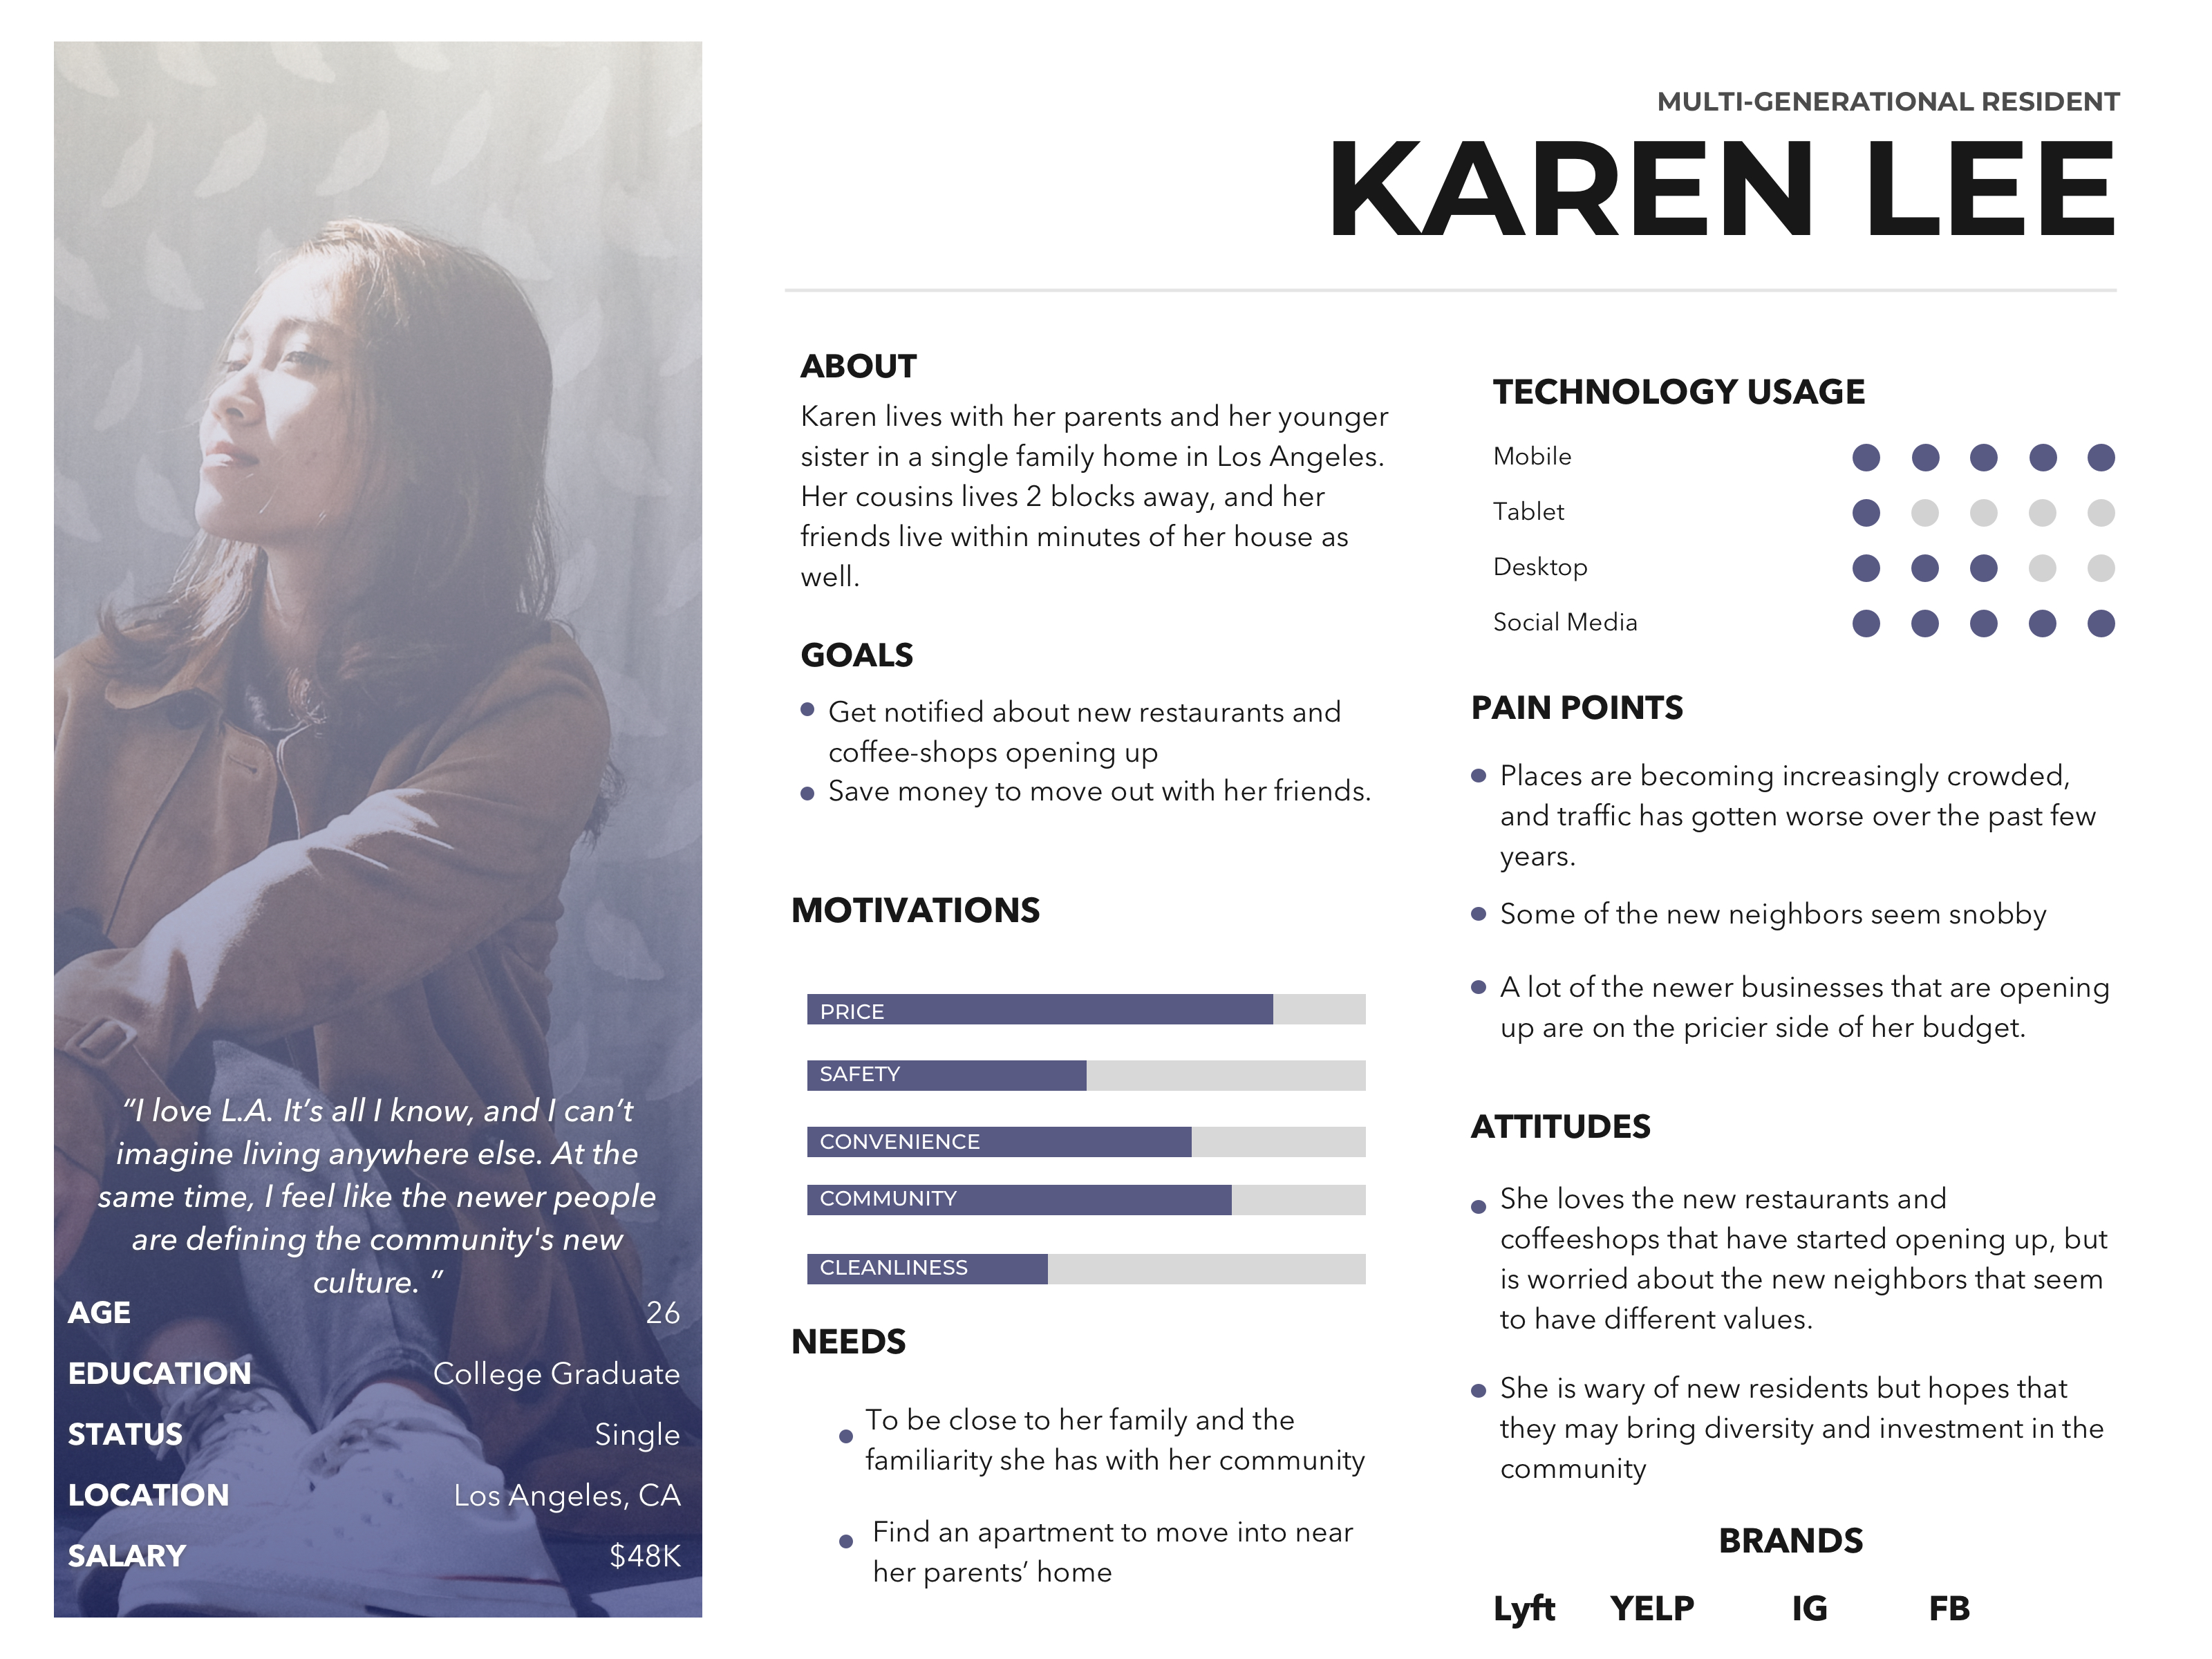 MULTI-GENERATIONAL RESIDENT
KAREN LEE
“I love L.A. It’s all I know, and I can’t
imagine living anywhere else. At the
same time, I feel like the newer people
are defining the community's new
culture. ”
AGE 26
EDUCATION College Graduate
STATUS Single
LOCATION Los Angeles, CA
SALARY $48K
ABOUT
Karen lives with her parents and her younger
sister in a single family home in Los Angeles.
Her cousins lives 2 blocks away, and her
friends live within minutes of her house as
well.
GOALS
Get notified about new restaurants and
coffee-shops opening up
Save money to move out with her friends.
MOTIVATIONS
PRICE
SAFETY
CONVENIENCE
COMMUNITY
CLEANLINESS
NEEDS
To be close to her family and the
familiarity she has with her community
Find an apartment to move into near
her parents’ home
TECHNOLOGY USAGE
Mobile
Tablet
Desktop
Social Media
PAIN POINTS
Places are becoming increasingly crowded,
and traffic has gotten worse over the past few
years.
Some of the new neighbors seem snobby
A lot of the newer businesses that are opening
up are on the pricier side of her budget.
ATTITUDES
She loves the new restaurants and
coffeeshops that have started opening up, but
is worried about the new neighbors that seem
to have different values.
She is wary of new residents but hopes that
they may bring diversity and investment in the
community
BRANDS
Lyft YELP IG FB